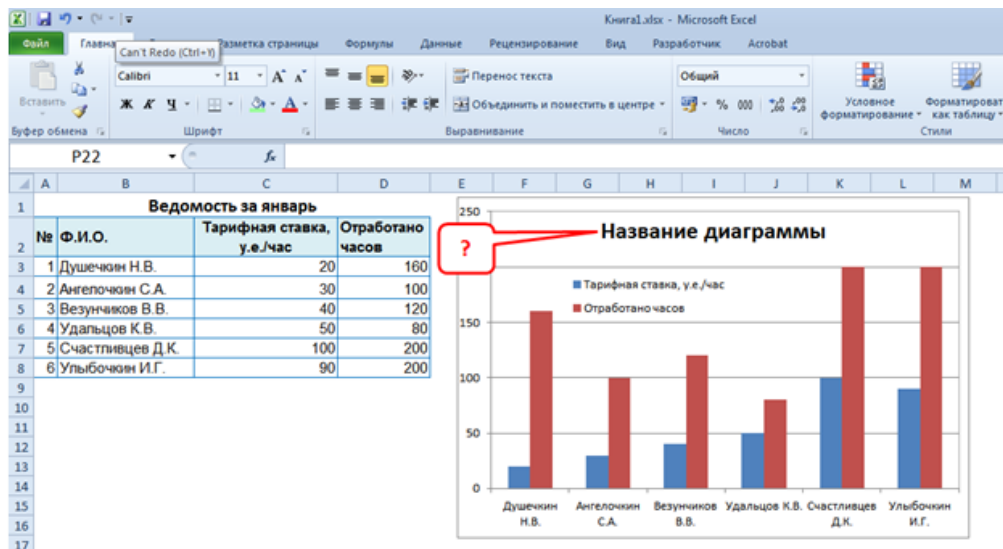 Книга1.xlsx - Microsoft Excel
Файл Главна Разметка страницы Формулы Данные Рецензирование Вид Разработчик Acrobat
Can't Redo (Ctrl+Y)
Вставить
Calibri 11
Ж К Ч
Перенос текста
Объединить и поместить в центре
Общий
% 000
Условное форматирование
Форматироват как таблицу
Буфер обмена Шрифт Выравнивание Число Стили
P22 fx
A B C D E F G H I J K L M
1 Ведомость за январь
2 № Ф.И.О. Тарифная ставка, у.е./час Отработано часов
3 1 Душечкин Н.В. 20 160
4 2 Ангелочкин С.А. 30 100
5 3 Везунчиков В.В. 40 120
6 4 Удальцов К.В. 50 80
7 5 Счастливцев Д.К. 100 200
8 6 Улыбочкин И.Г. 90 200
9
10
11
12
13
14
15
16
17
?
Название диаграммы
Тарифная ставка, у.е./час
Отработано часов
250
150
100
50
0
Душечкин Н.В.
Ангелочкин С.А.
Везунчиков В.В.
Удальцов К.В.
Счастливцев Д.К.
Улыбочкин И.Г.